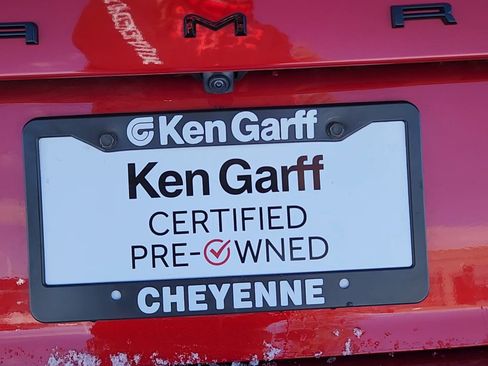 M R
Ken Garff
Ken Garff
CERTIFIED
PRE-OWNED
CHEYENNE